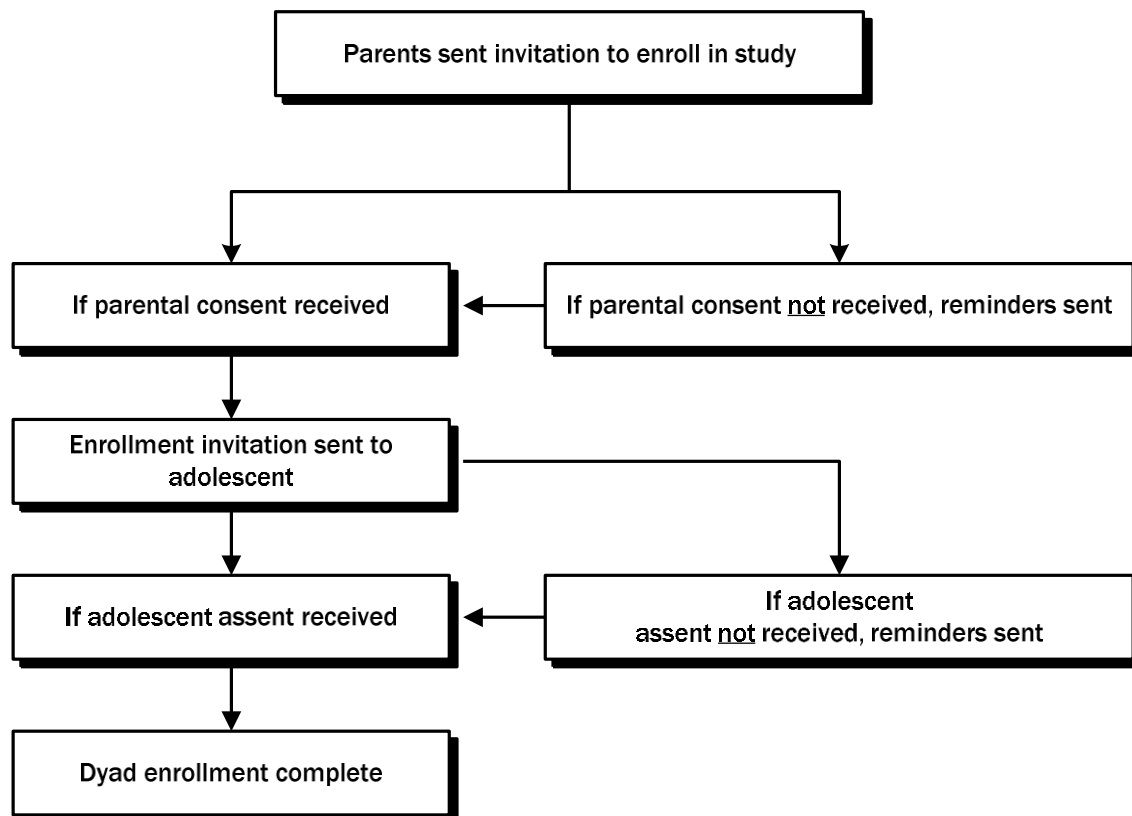 Parents sent invitation to enroll in study
If parental consent received
If parental consent not received, reminders sent
Enrollment invitation sent to
adolescent
If adolescent assent received
If adolescent
assent not received, reminders sent
Dyad enrollment complete